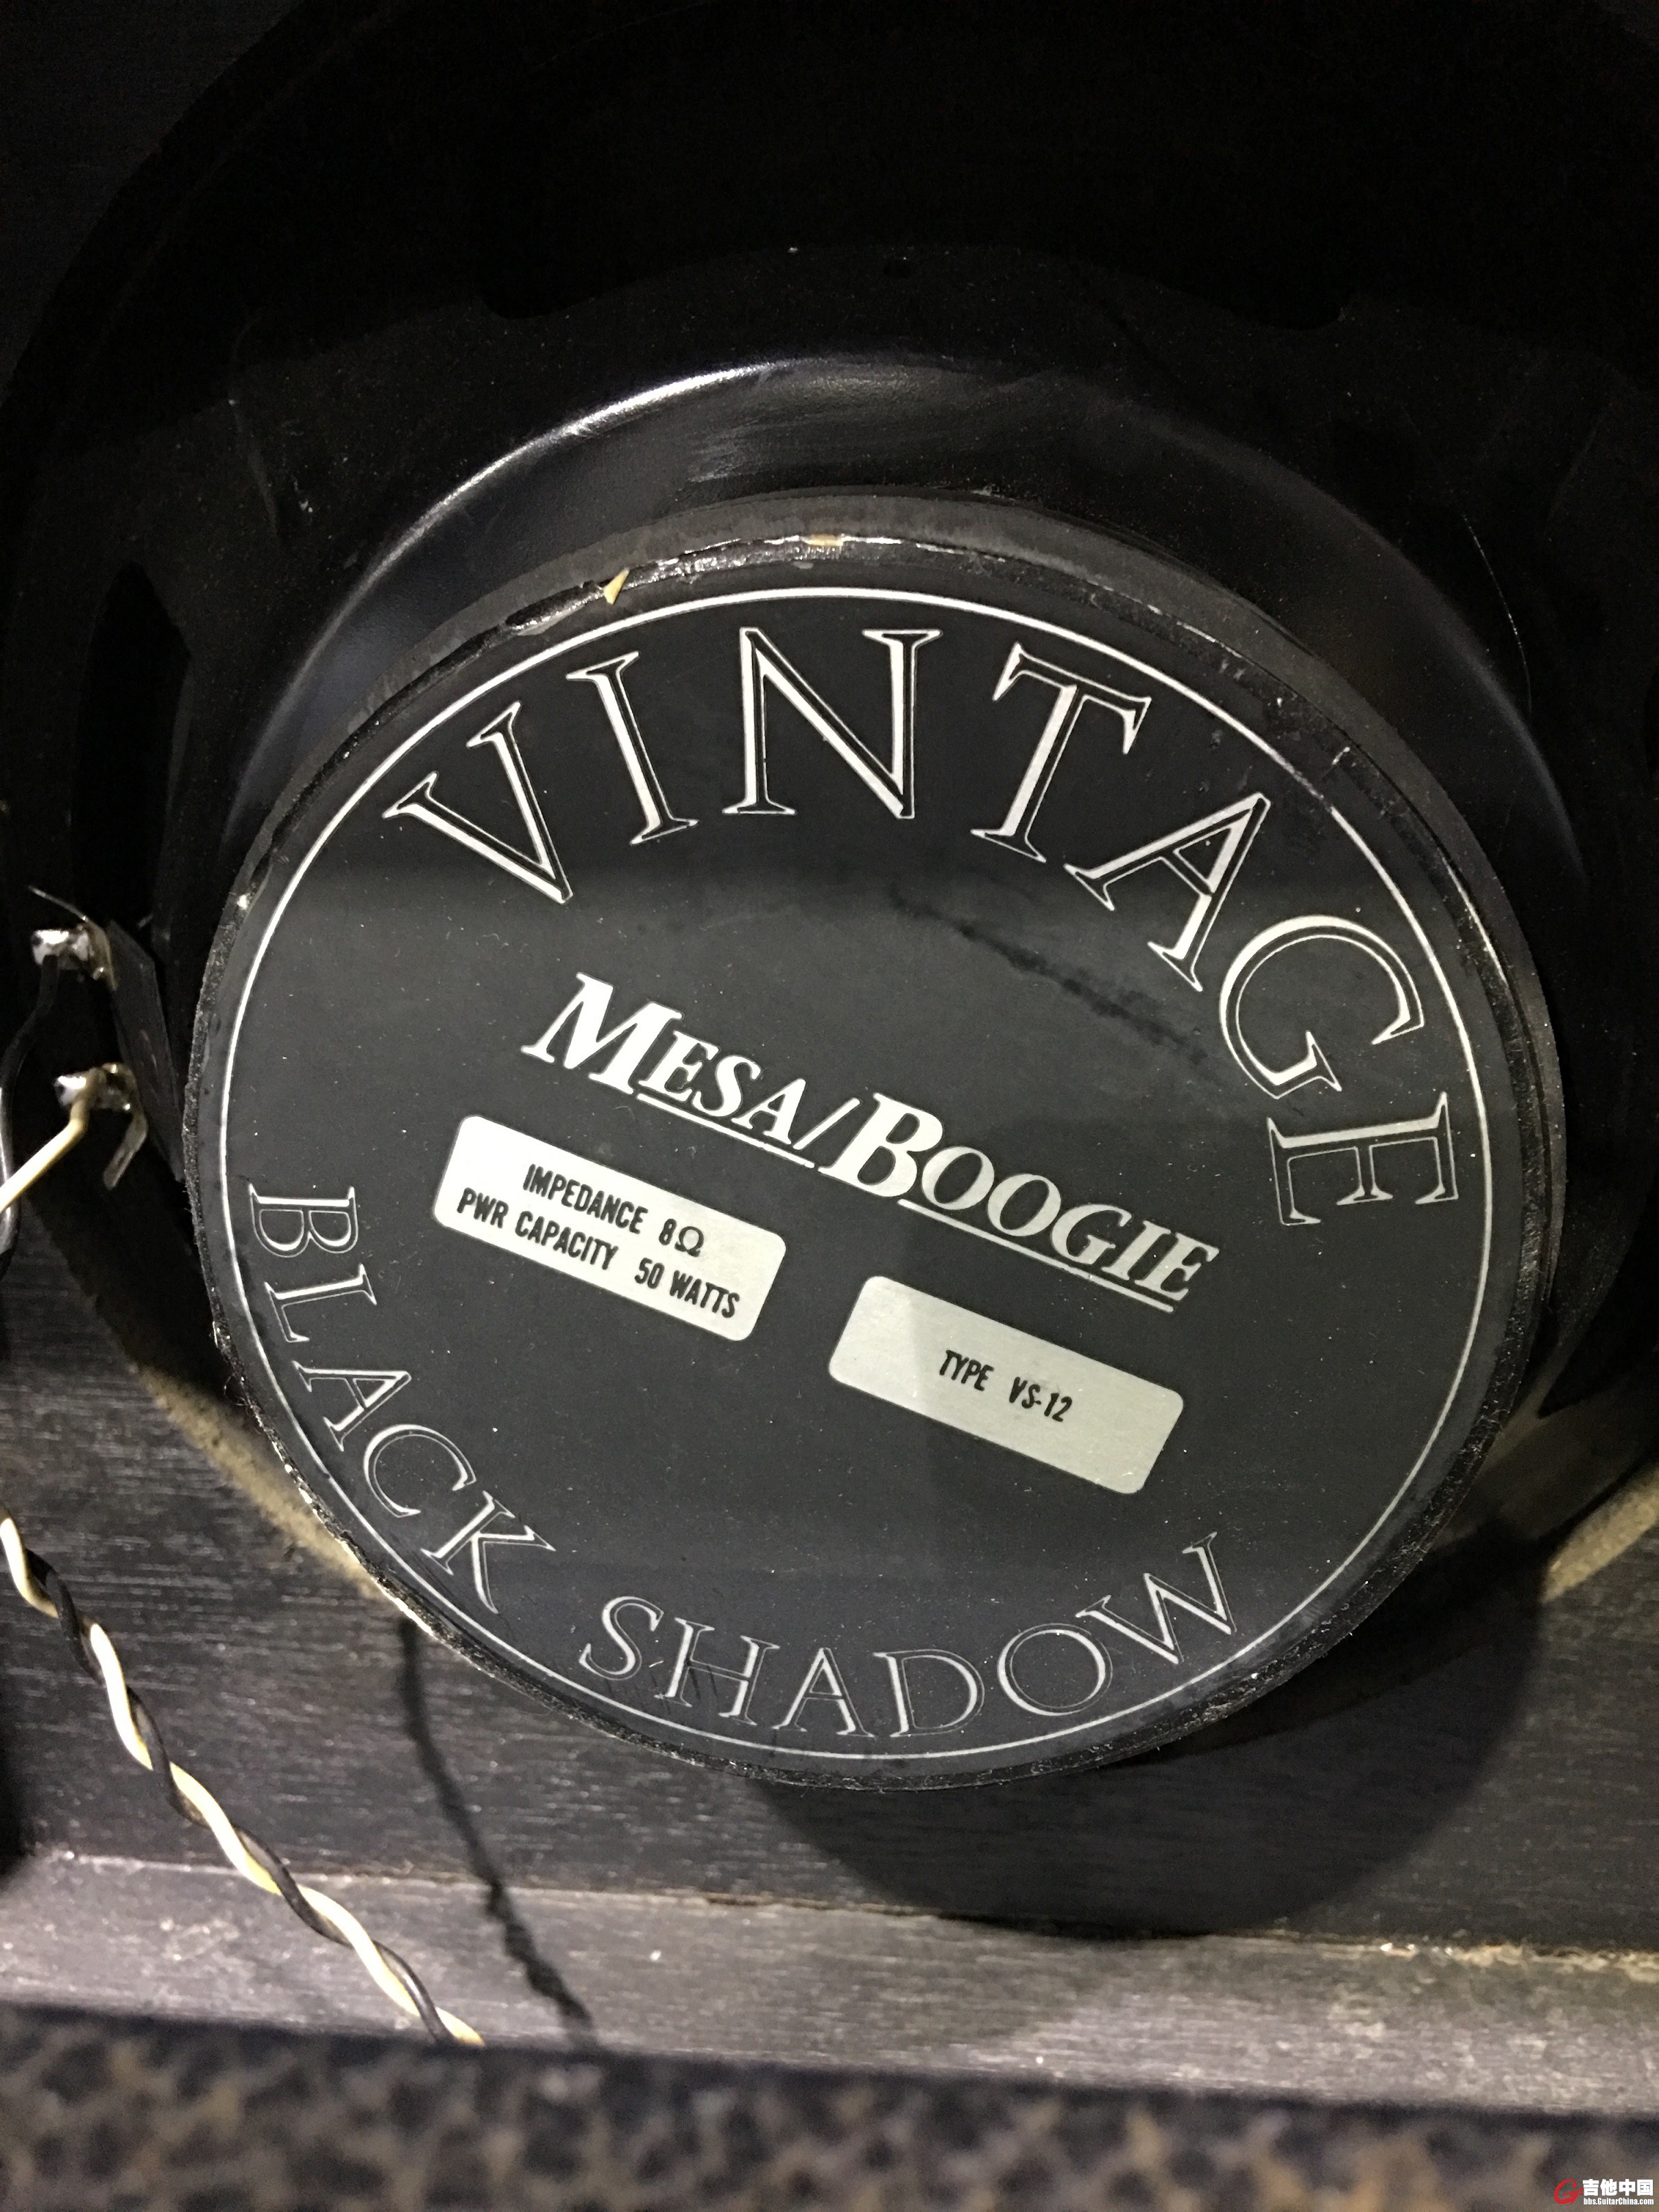 VINTAGE
MESA/BOOGIE
IMPEDANCE 8Ω
PWR CAPACITY 50 WATTS
TYPE VS-12
BLACK SHADOW
吉他中国
bbs.GuitarChina.com